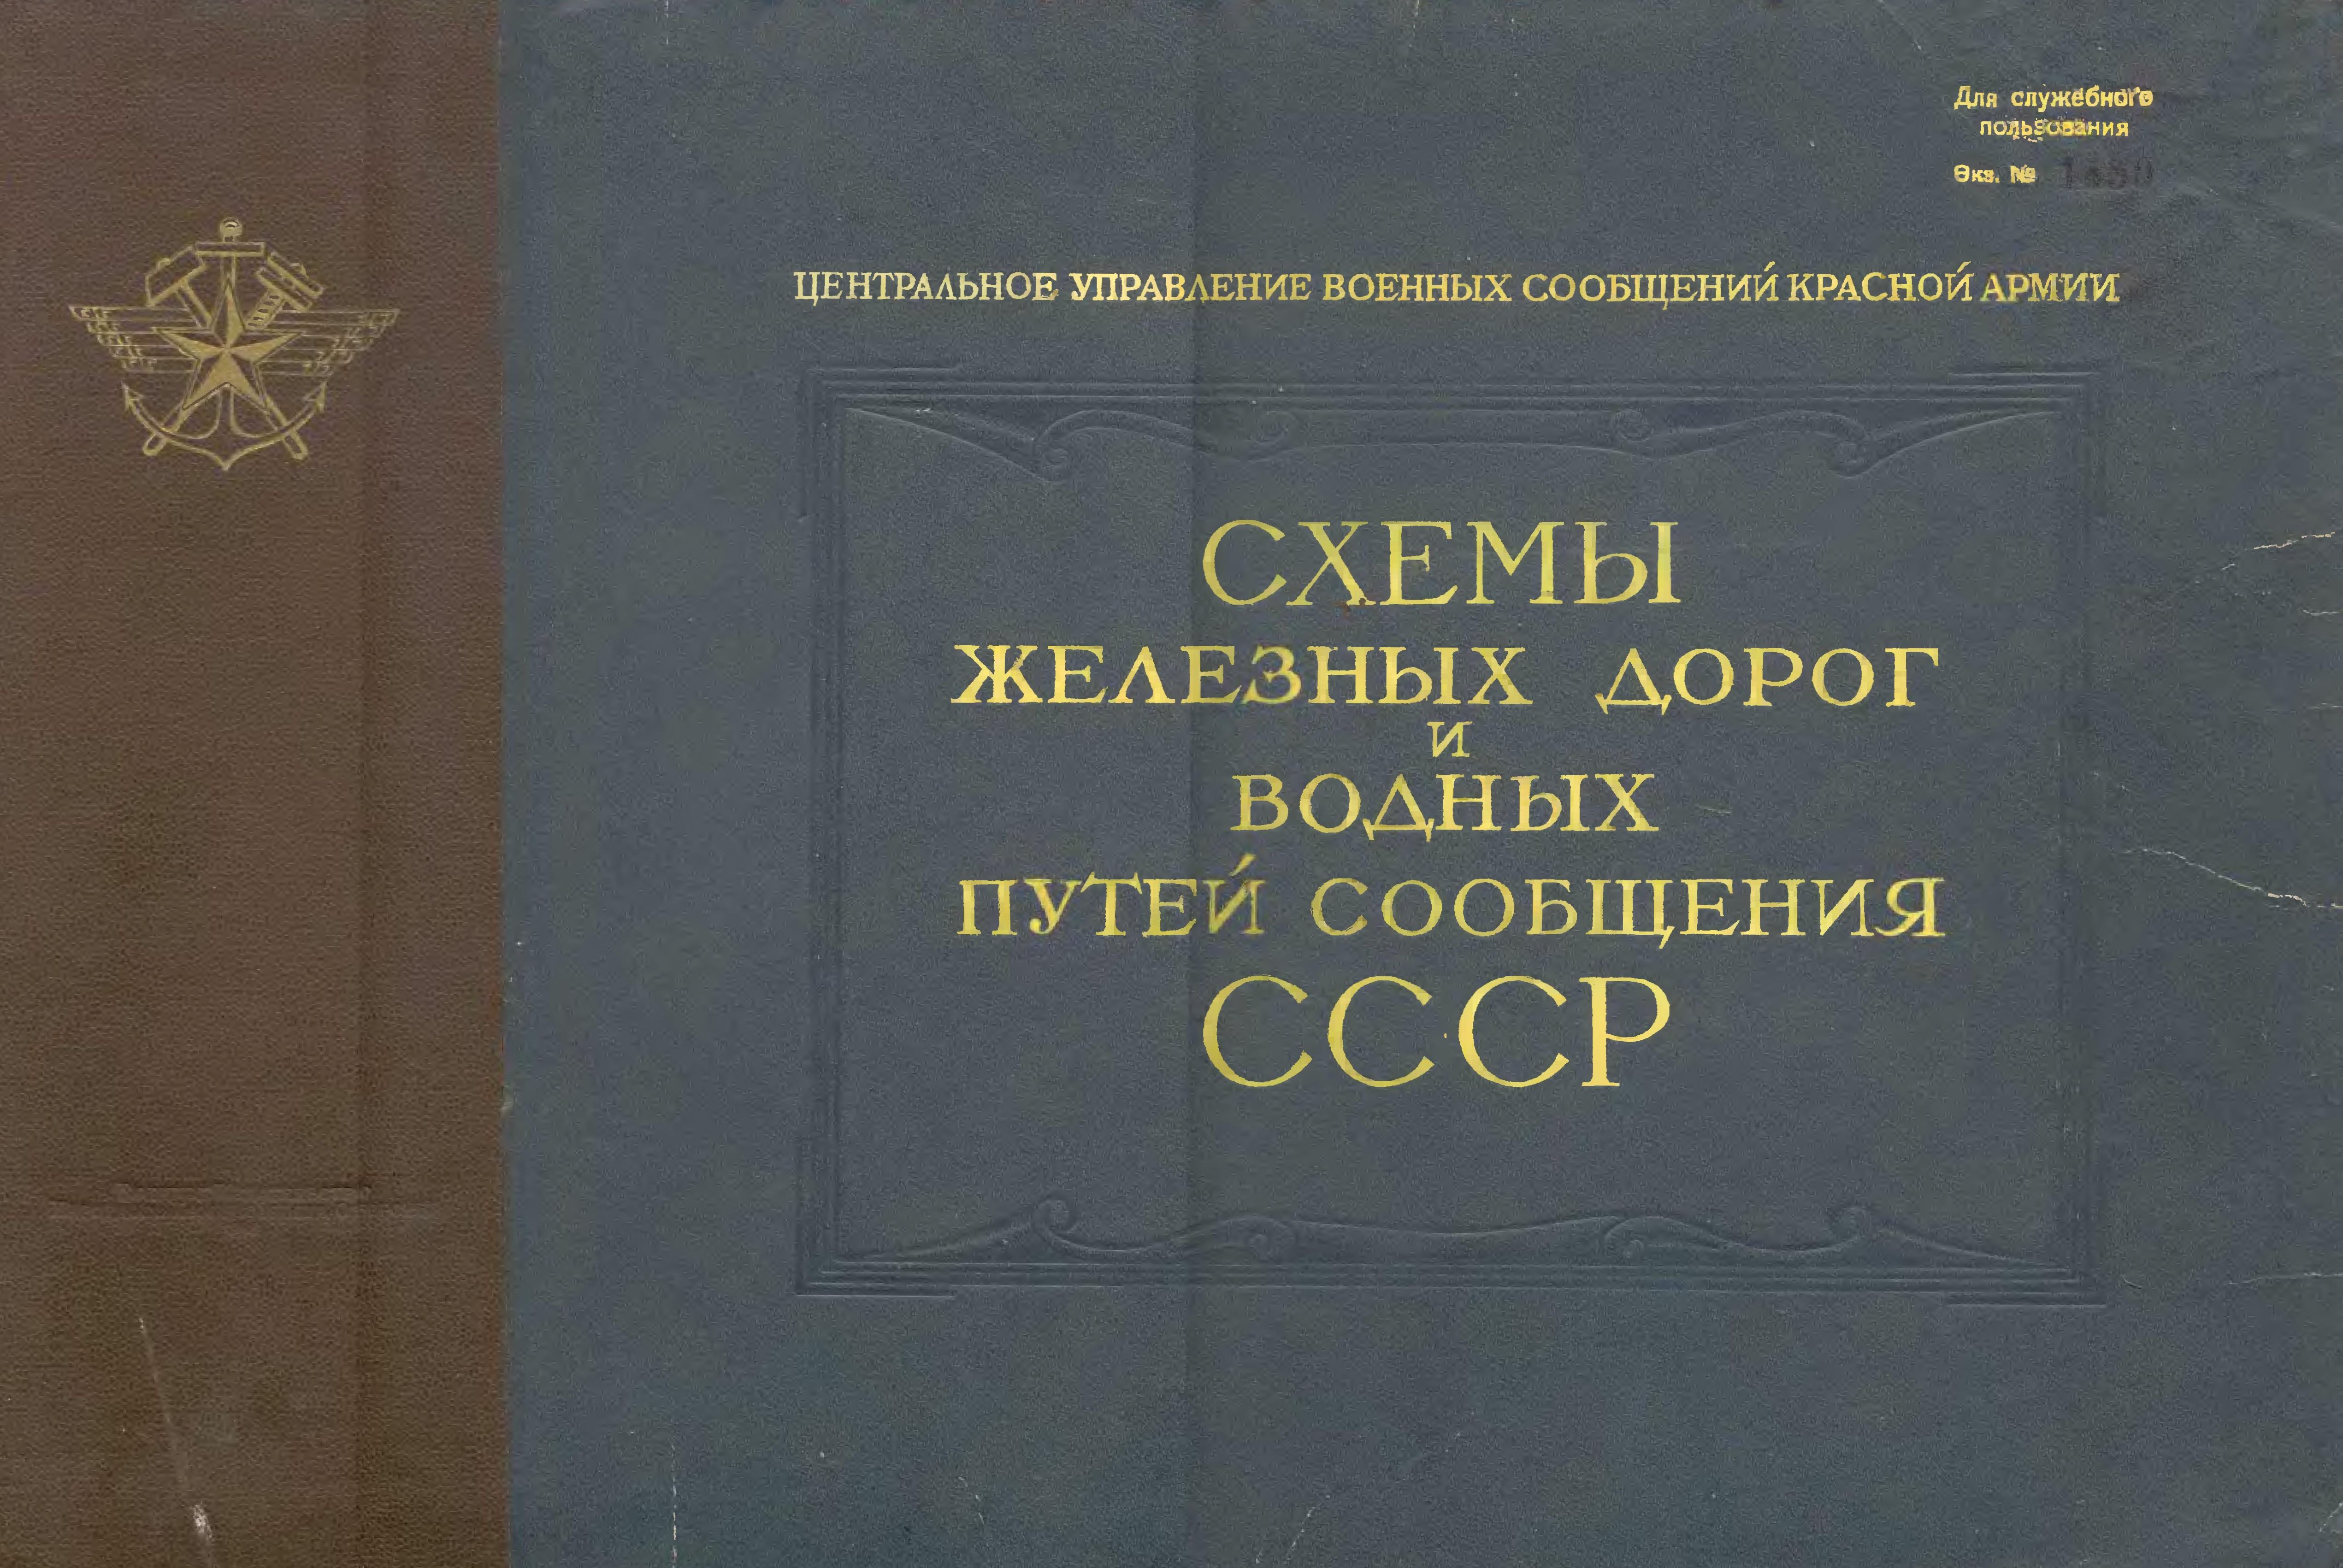 Для служебного
пользования
Экз. №
ЦЕНТРАЛЬНОЕ УПРАВЛЕНИЕ ВОЕННЫХ СООБЩЕНИЙ КРАСНОЙ АРМИИ
СХЕМЫ
ЖЕЛЕЗНЫХ ДОРОГ
И
ВОДНЫХ
ПУТЕЙ СООБЩЕНИЯ
СССР